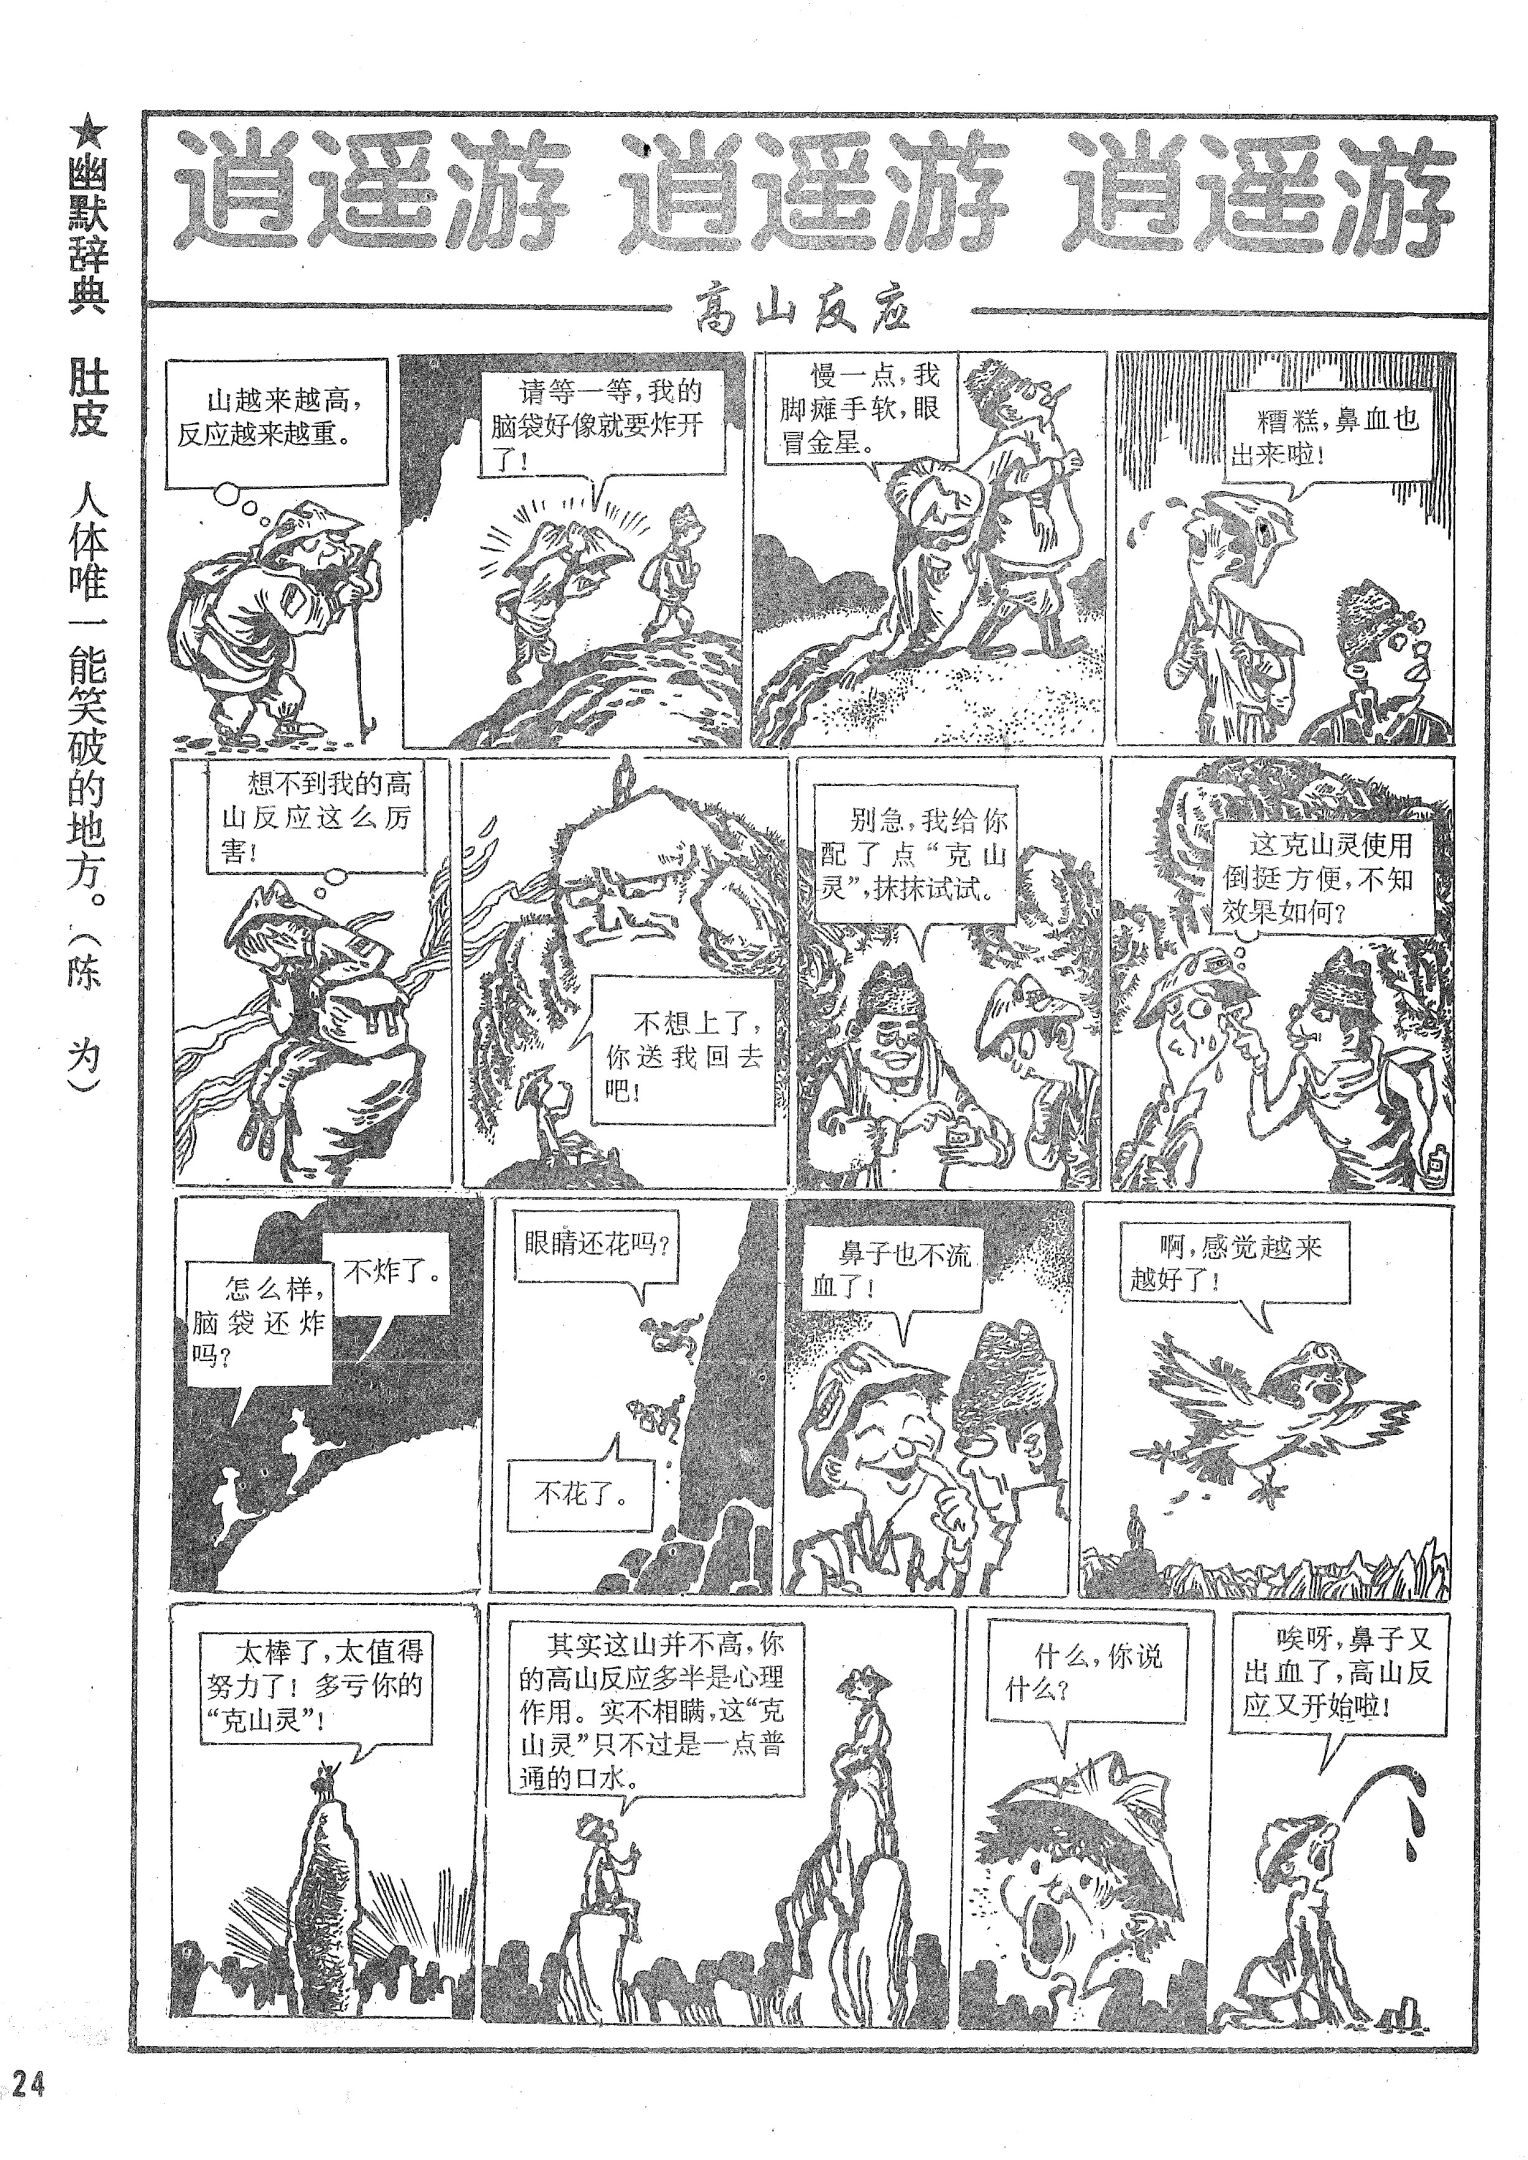 ★幽默辞典 肚皮 人体唯一能笑破的地方。(陈 为)
逍遥游 逍遥游 逍遥游
高山反应
山越来越高,
反应越来越重。
请等一等,我的
脑袋好像就要炸开
了!
慢一点,我
脚瘫手软,眼
冒金星。
糟糕,鼻血也
出来啦!
想不到我的高
山反应这么厉
害!
不想上了,
你送我回去
吧!
别急,我给你
配了点“克山
灵”,抹抹试试。
这克山灵使用
倒挺方便,不知
效果如何?
怎么样,
脑袋还炸
吗?
不炸了。
眼睛还花吗?
不花了。
鼻子也不流
血了!
啊,感觉越来
越好了!
太棒了,太值得
努力了!多亏你的
“克山灵”!
其实这山并不高,你
的高山反应多半是心理
作用。实不相瞒,这“克
山灵”只不过是一点普
通的口水。
什么,你说
什么?
唉呀,鼻子又
出血了,高山反
应又开始啦!
24